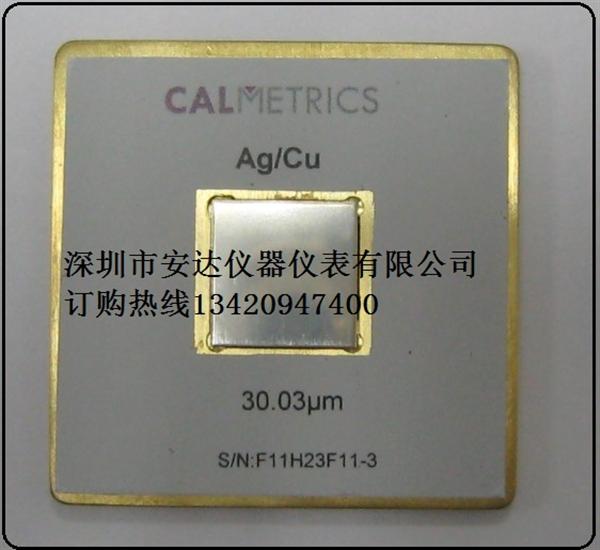 CALMETRICS
Ag/Cu
深圳市安达仪器仪表有限公司
订购热线13420947400
30.03µm
S/N:F11H23F11-3